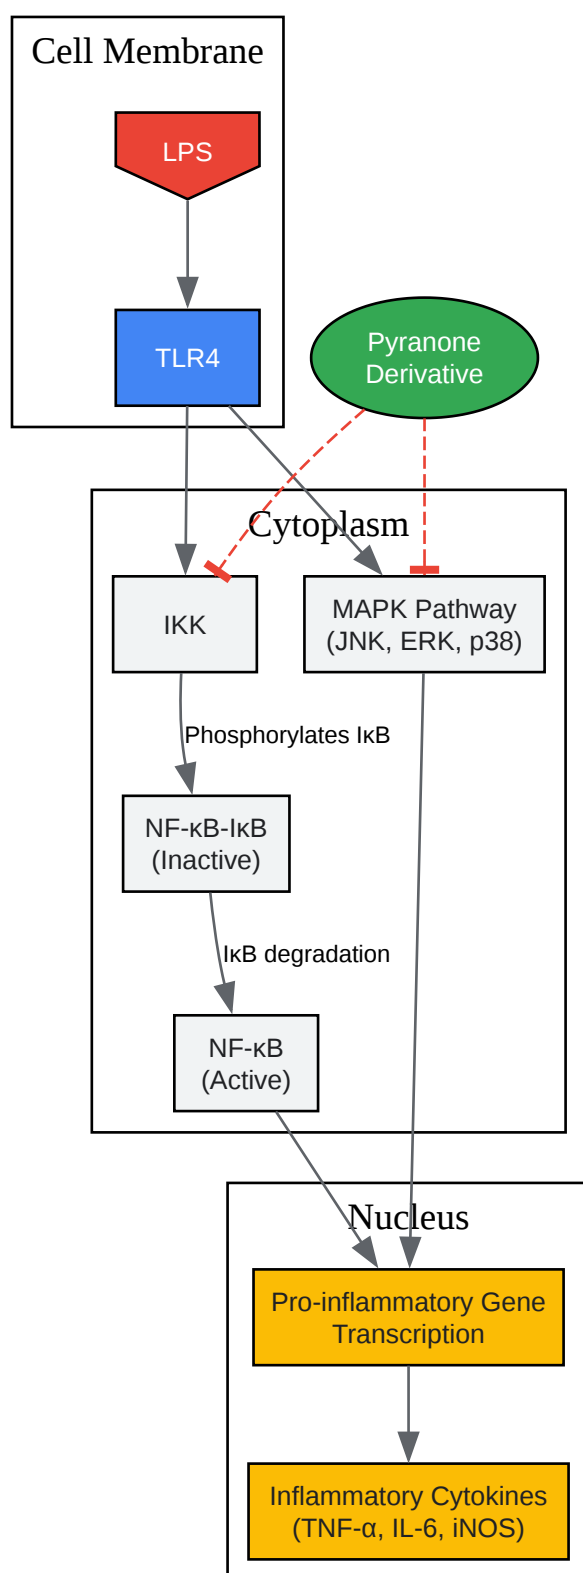 Cell Membrane
LPS
TLR4
Pyranone
Derivative
Cytoplasm
IKK
MAPK Pathway
(JNK, ERK, p38)
Phosphorylates IκB
NF-κB-IκB
(Inactive)
IκB degradation
NF-κB
(Active)
Nucleus
Pro-inflammatory Gene
Transcription
Inflammatory Cytokines
(TNF-α, IL-6, iNOS)